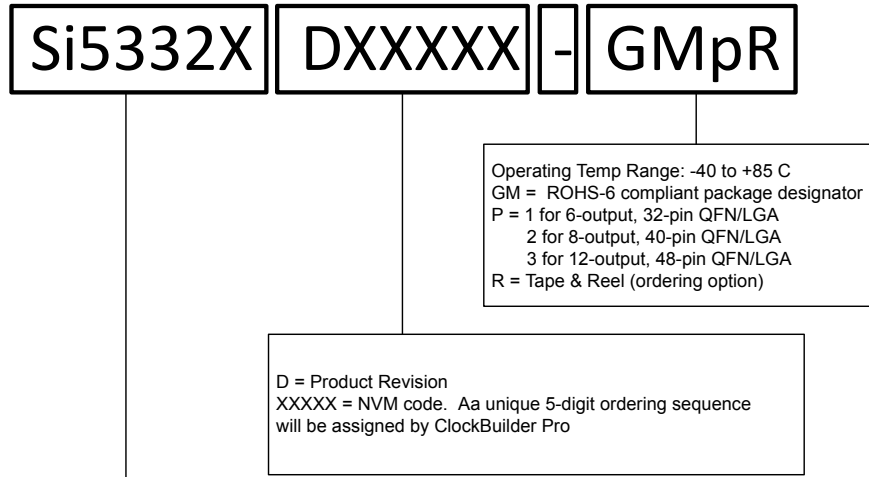 Si5332X DXXXXX - GMpR
Operating Temp Range: -40 to +85 C
GM = ROHS-6 compliant package designator
P = 1 for 6-output, 32-pin QFN/LGA
2 for 8-output, 40-pin QFN/LGA
3 for 12-output, 48-pin QFN/LGA
R = Tape & Reel (ordering option)
D = Product Revision
XXXXX = NVM code. Aa unique 5-digit ordering sequence
will be assigned by ClockBuilder Pro